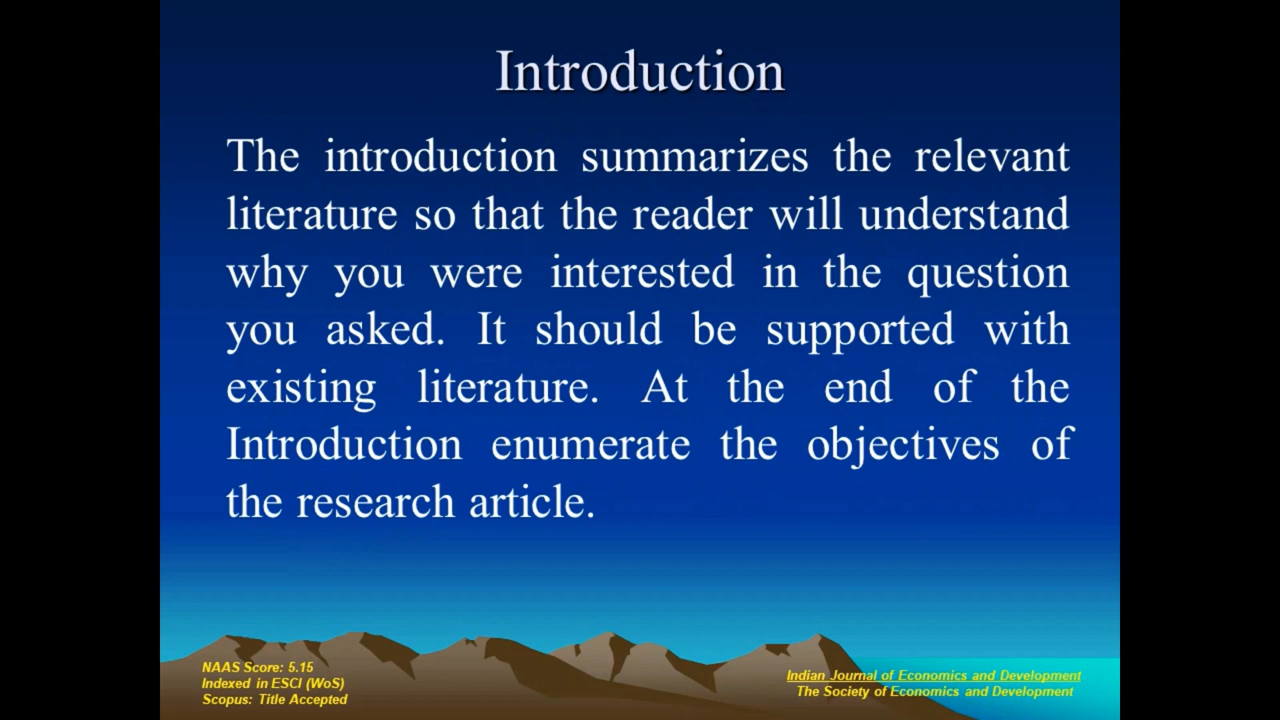 Introduction
The introduction summarizes the relevant
literature so that the reader will understand
why you were interested in the question
you asked. It should be supported with
existing literature. At the end of the
Introduction enumerate the objectives of
the research article.
NAAS Score: 5.15
Indexed in ESCI (WoS)
Scopus: Title Accepted
Indian Journal of Economics and Development
The Society of Economics and Development